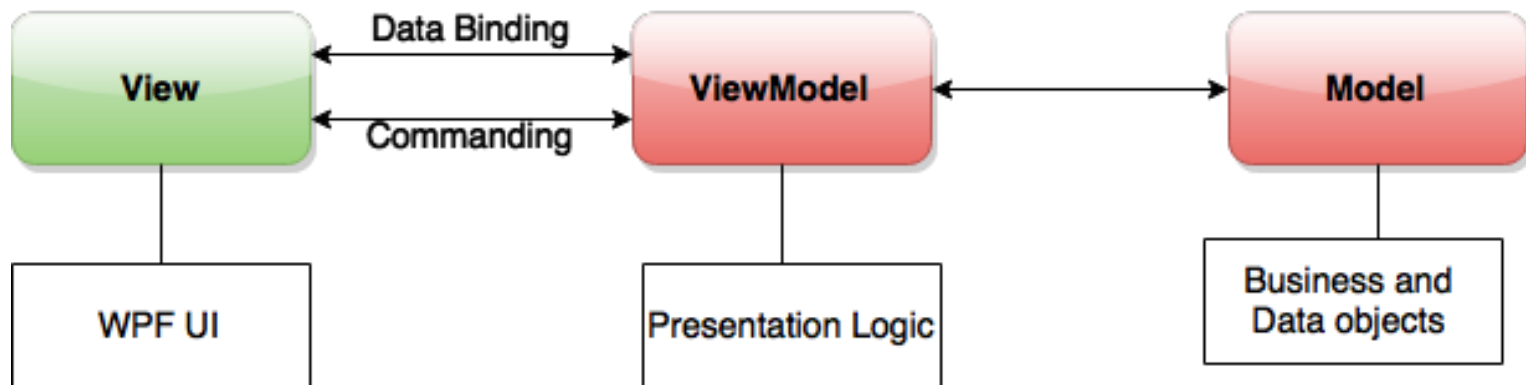 Data Binding
View
ViewModel
Model
Commanding
WPF UI
Presentation Logic
Business and
Data objects